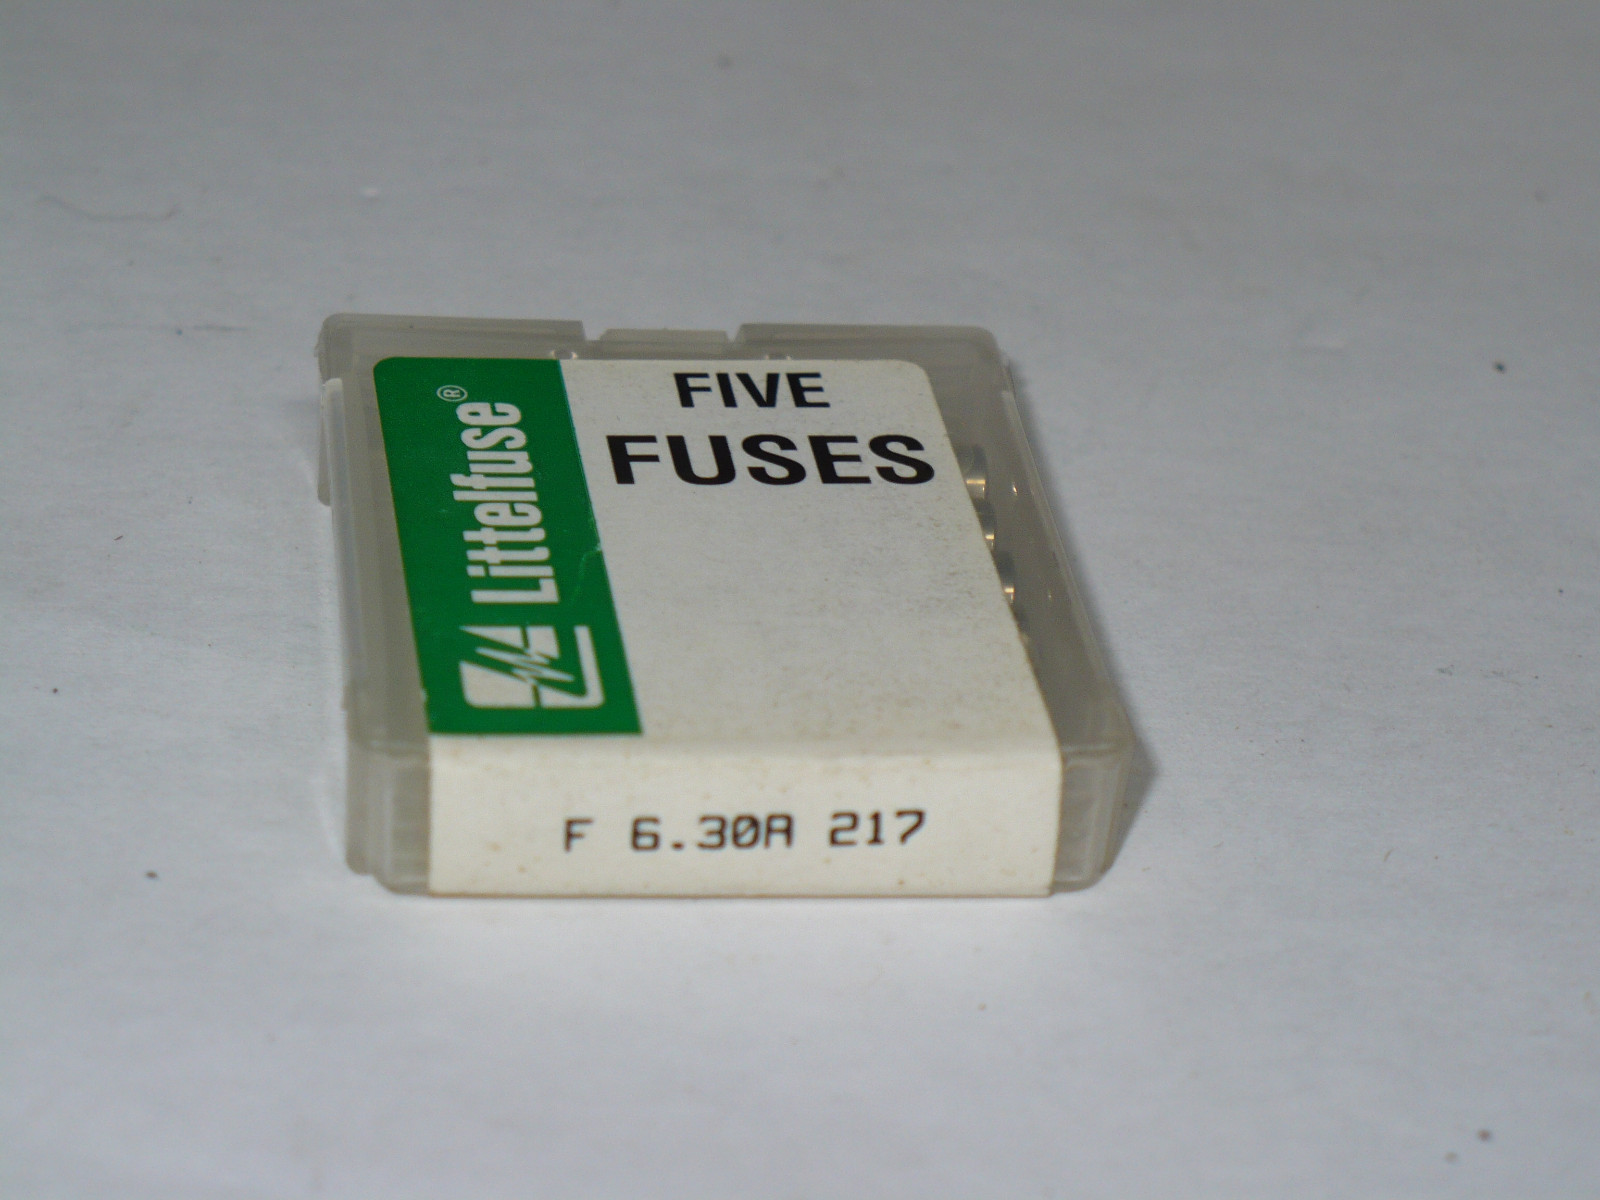 Littelfuse®
FIVE
FUSES
F 6.30A 217